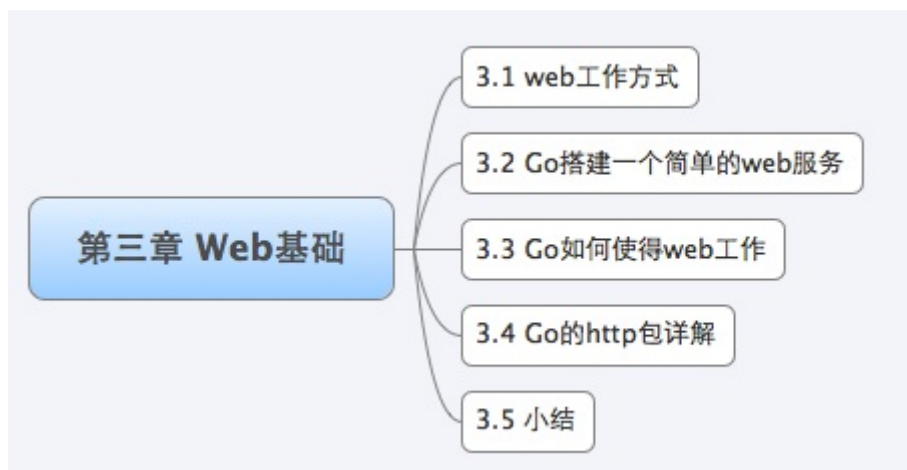 第三章 Web基础
3.1 web工作方式
3.2 Go搭建一个简单的web服务
3.3 Go如何使得web工作
3.4 Go的http包详解
3.5 小结